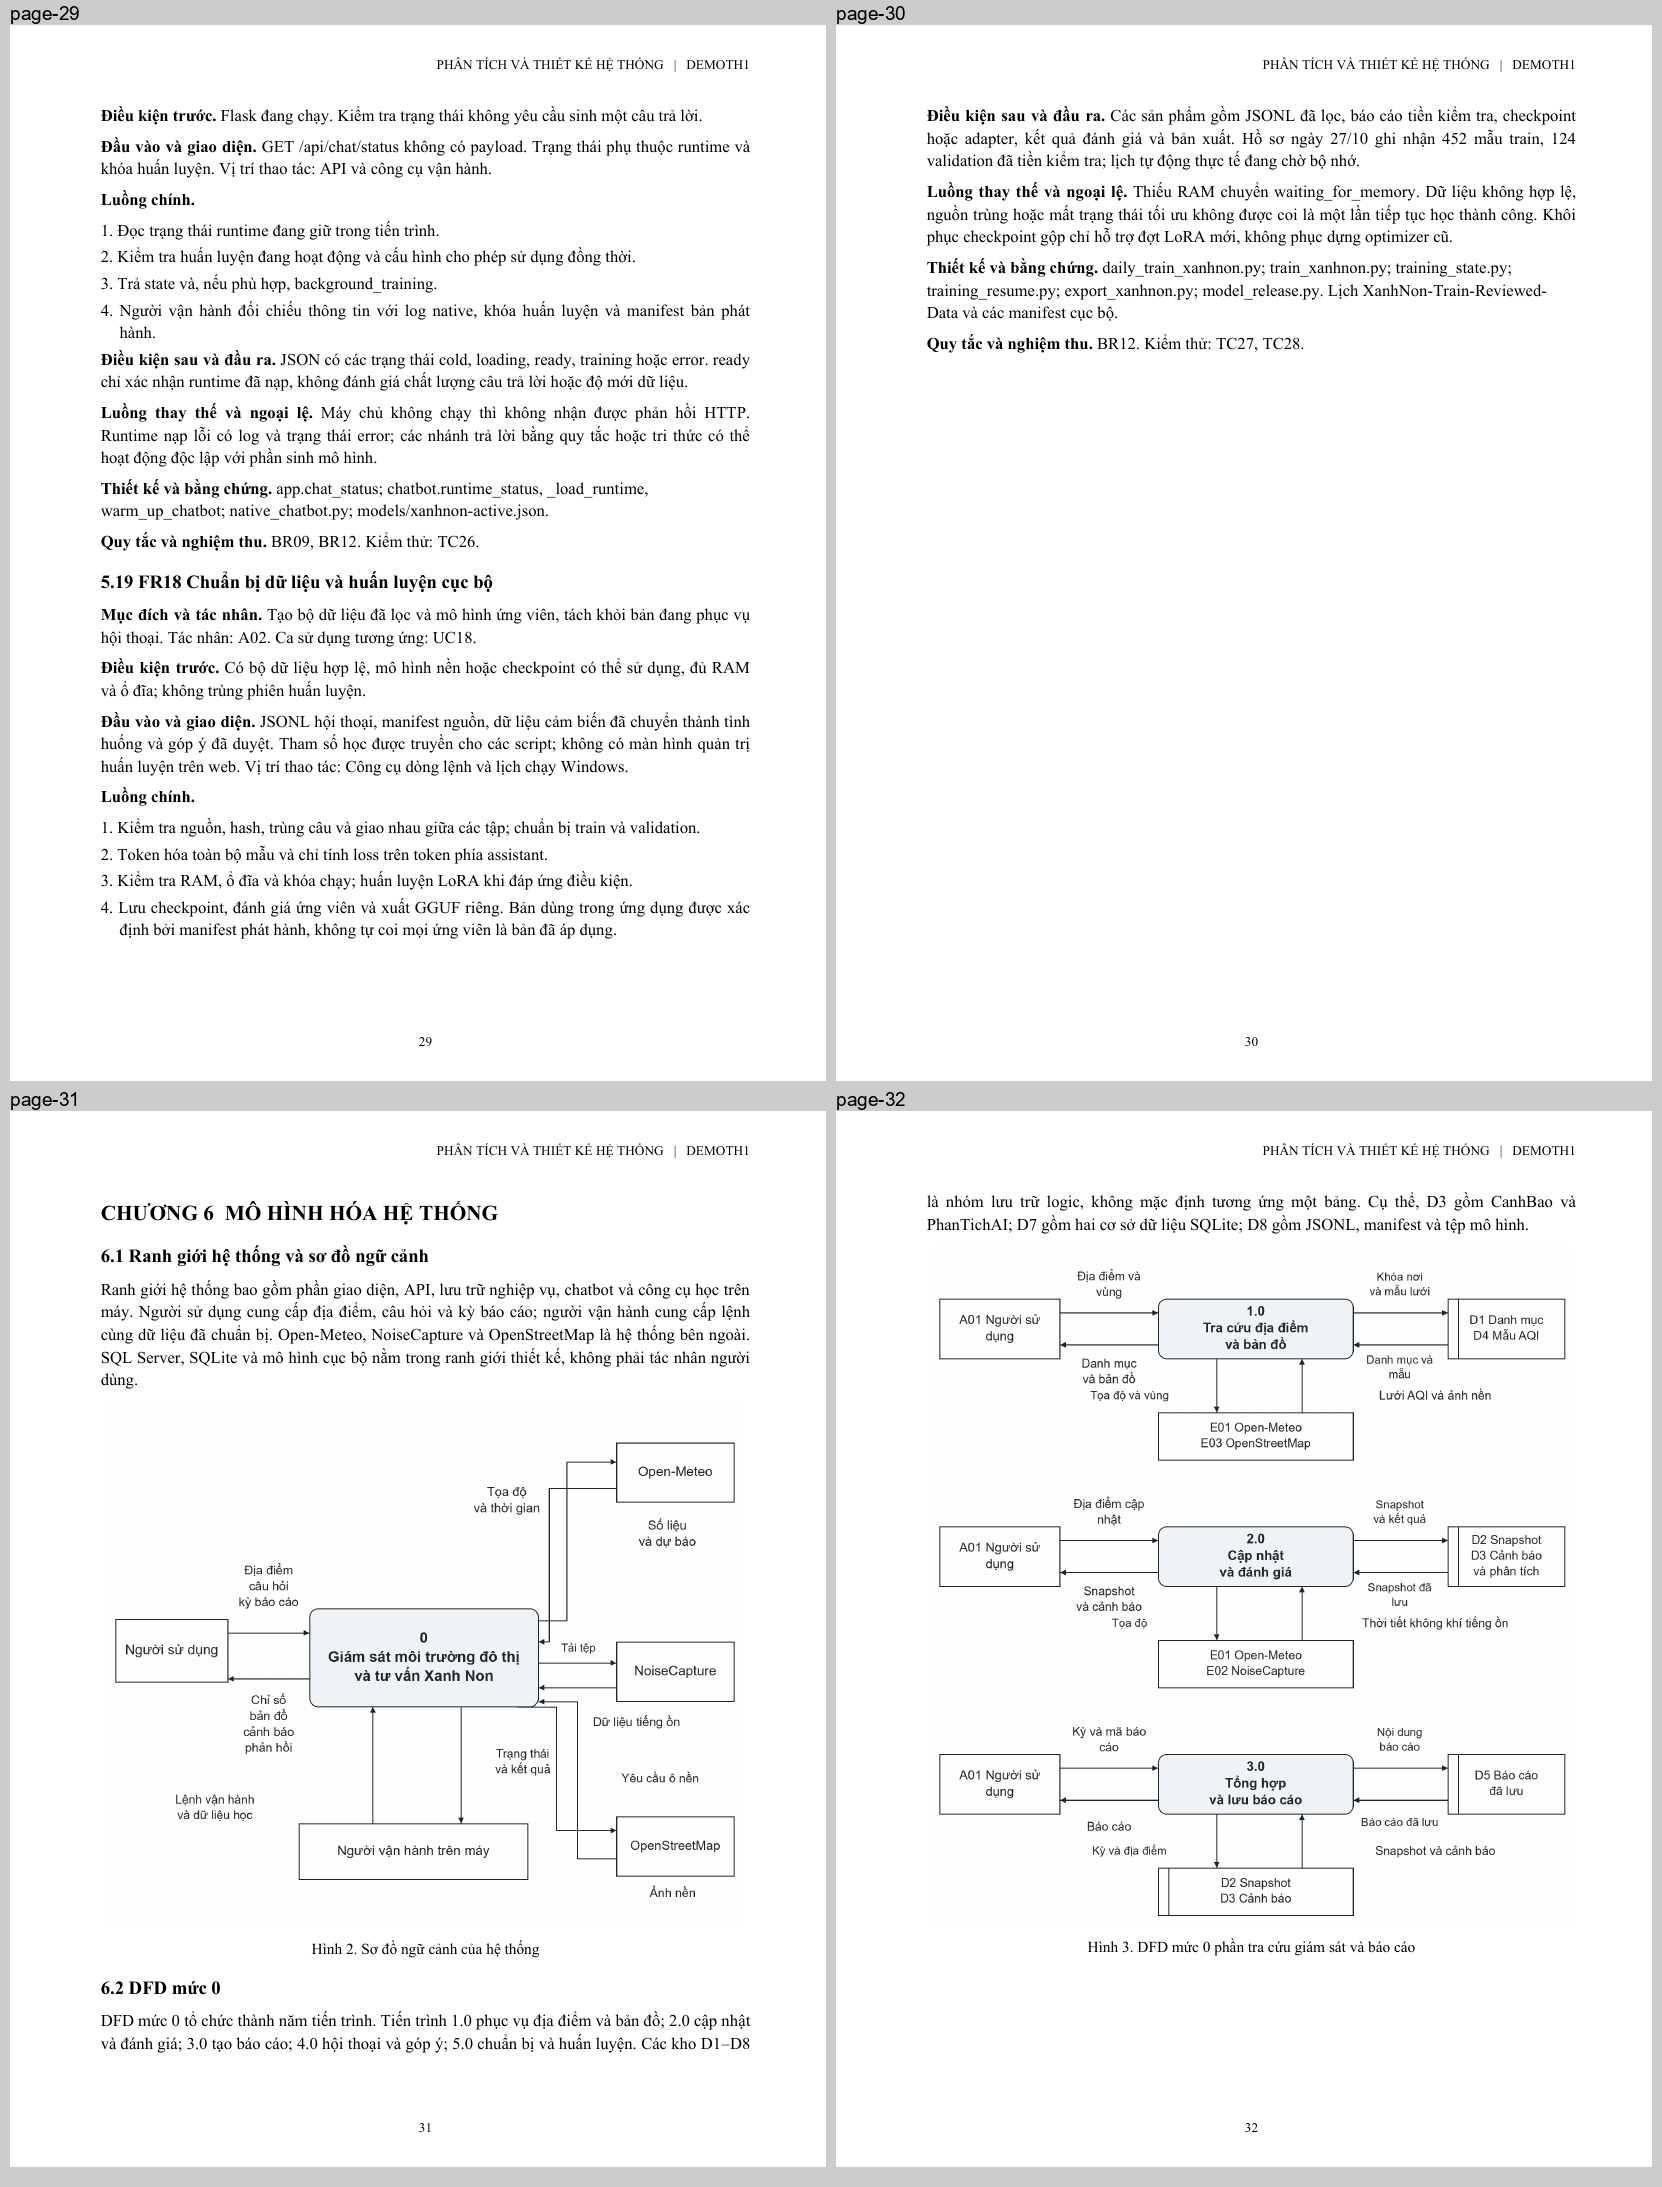 page-29
PHÂN TÍCH VÀ THIẾT KẾ HỆ THỐNG | DEMOTH1
Điều kiện trước. Flask đang chạy. Kiểm tra trạng thái không yêu cầu sinh một câu trả lời.
Đầu vào và giao diện. GET /api/chat/status không có payload. Trạng thái phụ thuộc runtime và
khóa huấn luyện. Vị trí thao tác: API và công cụ vận hành.
Luồng chính.
1. Đọc trạng thái runtime đang giữ trong tiến trình.
2. Kiểm tra huấn luyện đang hoạt động và cấu hình cho phép sử dụng đồng thời.
3. Trả state và, nếu phù hợp, background_training.
4. Người vận hành đối chiếu thông tin với log native, khóa huấn luyện và manifest bản phát
hành.
Điều kiện sau và đầu ra. JSON có các trạng thái cold, loading, ready, training hoặc error. ready
chỉ xác nhận runtime đã nạp, không đánh giá chất lượng câu trả lời hoặc độ mới dữ liệu.
Luồng thay thế và ngoại lệ. Máy chủ không chạy thì không nhận được phản hồi HTTP.
Runtime nạp lỗi có log và trạng thái error; các nhánh trả lời bằng quy tắc hoặc tri thức có thể
hoạt động độc lập với phần sinh mô hình.
Thiết kế và bằng chứng. app.chat_status; chatbot.runtime_status, _load_runtime,
warm_up_chatbot; native_chatbot.py; models/xanhnon-active.json.
Quy tắc và nghiệm thu. BR09, BR12. Kiểm thử: TC26.
5.19 FR18 Chuẩn bị dữ liệu và huấn luyện cục bộ
Mục đích và tác nhân. Tạo bộ dữ liệu đã lọc và mô hình ứng viên, tách khỏi bản đang phục vụ
hội thoại. Tác nhân: A02. Ca sử dụng tương ứng: UC18.
Điều kiện trước. Có bộ dữ liệu hợp lệ, mô hình nền hoặc checkpoint có thể sử dụng, đủ RAM
và ổ đĩa; không trùng phiên huấn luyện.
Đầu vào và giao diện. JSONL hội thoại, manifest nguồn, dữ liệu cảm biến đã chuyển thành tình
huống và góp ý đã duyệt. Tham số học được truyền cho các script; không có màn hình quản trị
huấn luyện trên web. Vị trí thao tác: Công cụ dòng lệnh và lịch chạy Windows.
Luồng chính.
1. Kiểm tra nguồn, hash, trùng câu và giao nhau giữa các tập; chuẩn bị train và validation.
2. Token hóa toàn bộ mẫu và chỉ tính loss trên token phía assistant.
3. Kiểm tra RAM, ổ đĩa và khóa chạy; huấn luyện LoRA khi đáp ứng điều kiện.
4. Lưu checkpoint, đánh giá ứng viên và xuất GGUF riêng. Bản dùng trong ứng dụng được xác
định bởi manifest phát hành, không tự coi mọi ứng viên là bản đã áp dụng.
29
page-30
PHÂN TÍCH VÀ THIẾT KẾ HỆ THỐNG | DEMOTH1
Điều kiện sau và đầu ra. Các sản phẩm gồm JSONL đã lọc, báo cáo tiền kiểm tra, checkpoint
hoặc adapter, kết quả đánh giá và bản xuất. Hồ sơ ngày 27/10 ghi nhận 452 mẫu train, 124
validation đã tiền kiểm tra; lịch tự động thực tế đang chờ bộ nhớ.
Luồng thay thế và ngoại lệ. Thiếu RAM chuyển waiting_for_memory. Dữ liệu không hợp lệ,
nguồn trùng hoặc mất trạng thái tối ưu không được coi là một lần tiếp tục học thành công. Khôi
phục checkpoint gộp chỉ hỗ trợ đợt LoRA mới, không phục dựng optimizer cũ.
Thiết kế và bằng chứng. daily_train_xanhnon.py; train_xanhnon.py; training_state.py;
training_resume.py; export_xanhnon.py; model_release.py. Lịch XanhNon-Train-Reviewed-
Data và các manifest cục bộ.
Quy tắc và nghiệm thu. BR12. Kiểm thử: TC27, TC28.
30
page-31
PHÂN TÍCH VÀ THIẾT KẾ HỆ THỐNG | DEMOTH1
CHƯƠNG 6 MÔ HÌNH HÓA HỆ THỐNG
6.1 Ranh giới hệ thống và sơ đồ ngữ cảnh
Ranh giới hệ thống bao gồm phần giao diện, API, lưu trữ nghiệp vụ, chatbot và công cụ học trên
máy. Người sử dụng cung cấp địa điểm, câu hỏi và kỳ báo cáo; người vận hành cung cấp lệnh
cùng dữ liệu đã chuẩn bị. Open-Meteo, NoiseCapture và OpenStreetMap là hệ thống bên ngoài.
SQL Server, SQLite và mô hình cục bộ nằm trong ranh giới thiết kế, không phải tác nhân người
dùng.
Open-Meteo
Tọa độ
và thời gian
Số liệu
và dự báo
Địa điểm
câu hỏi
kỳ báo cáo
Người sử dụng
0
Giám sát môi trường đô thị
và tư vấn Xanh Non
Tải tệp
NoiseCapture
Chỉ số
bản đồ
cảnh báo
phản hồi
Dữ liệu tiếng ồn
Trạng thái
và kết quả
Yêu cầu ô nền
Lệnh vận hành
và dữ liệu học
Người vận hành trên máy
OpenStreetMap
Ảnh nền
Hình 2. Sơ đồ ngữ cảnh của hệ thống
6.2 DFD mức 0
DFD mức 0 tổ chức thành năm tiến trình. Tiến trình 1.0 phục vụ địa điểm và bản đồ; 2.0 cập nhật
và đánh giá; 3.0 tạo báo cáo; 4.0 hội thoại và góp ý; 5.0 chuẩn bị và huấn luyện. Các kho D1–D8
31
page-32
PHÂN TÍCH VÀ THIẾT KẾ HỆ THỐNG | DEMOTH1
là nhóm lưu trữ logic, không mặc định tương ứng một bảng. Cụ thể, D3 gồm CanhBao và
PhanTichAI; D7 gồm hai cơ sở dữ liệu SQLite; D8 gồm JSONL, manifest và tệp mô hình.
Địa điểm và
vùng
Khóa nơi
và mẫu lưới
A01 Người sử
dụng
1.0
Tra cứu địa điểm
và bản đồ
D1 Danh mục
D4 Mẫu AQI
Danh mục
và bản đồ
Danh mục và
mẫu
Tọa độ và vùng
Lưới AQI và ảnh nền
E01 Open-Meteo
E03 OpenStreetMap
Địa điểm cập
nhật
Snapshot
và kết quả
A01 Người sử
dụng
2.0
Cập nhật
và đánh giá
D2 Snapshot
D3 Cảnh báo
và phân tích
Snapshot
và cảnh báo
Snapshot đã
lưu
Tọa độ
Thời tiết không khí tiếng ồn
E01 Open-Meteo
E02 NoiseCapture
Kỳ và mã báo
cáo
Nội dung
báo cáo
A01 Người sử
dụng
3.0
Tổng hợp
và lưu báo cáo
D5 Báo cáo
đã lưu
Báo cáo
Báo cáo đã lưu
Kỳ và địa điểm
Snapshot và cảnh báo
D2 Snapshot
D3 Cảnh báo
Hình 3. DFD mức 0 phần tra cứu giám sát và báo cáo
32